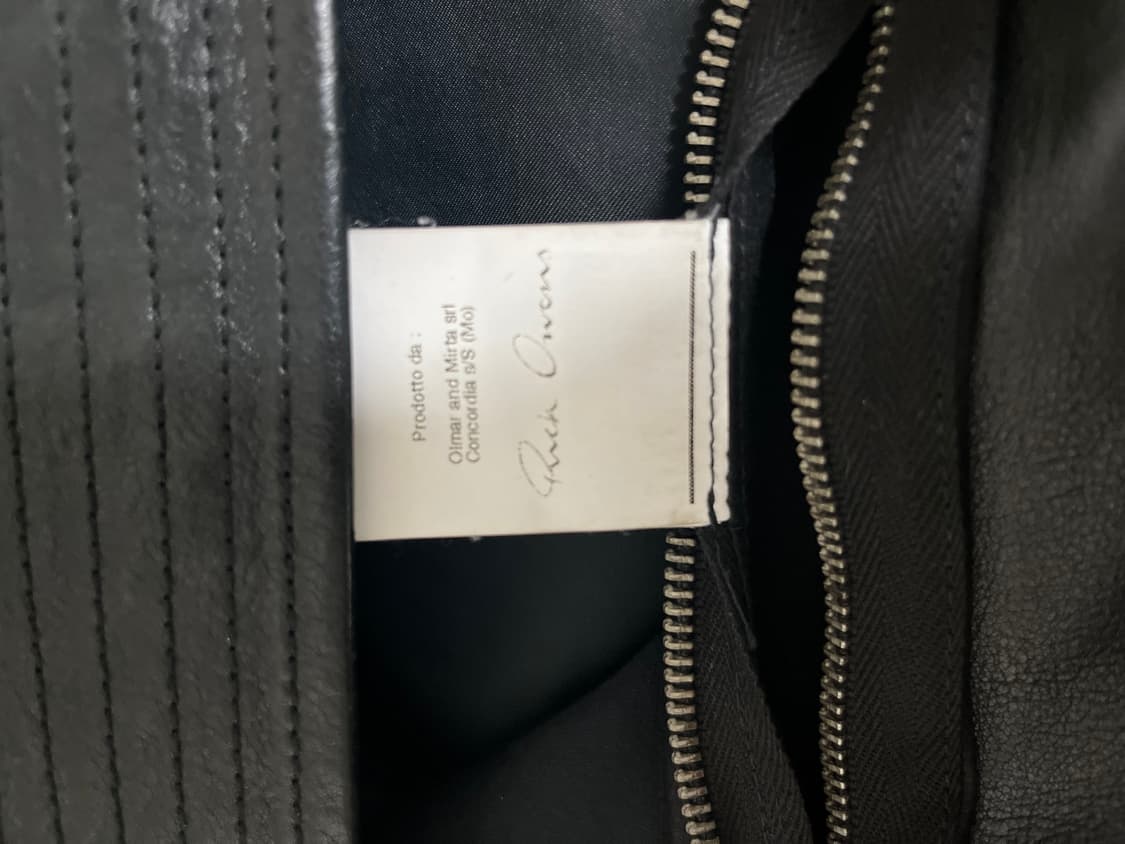 Prodotto da :
Olmar and Mirta srl
Concordia s/S (Mo)
Rick Owens